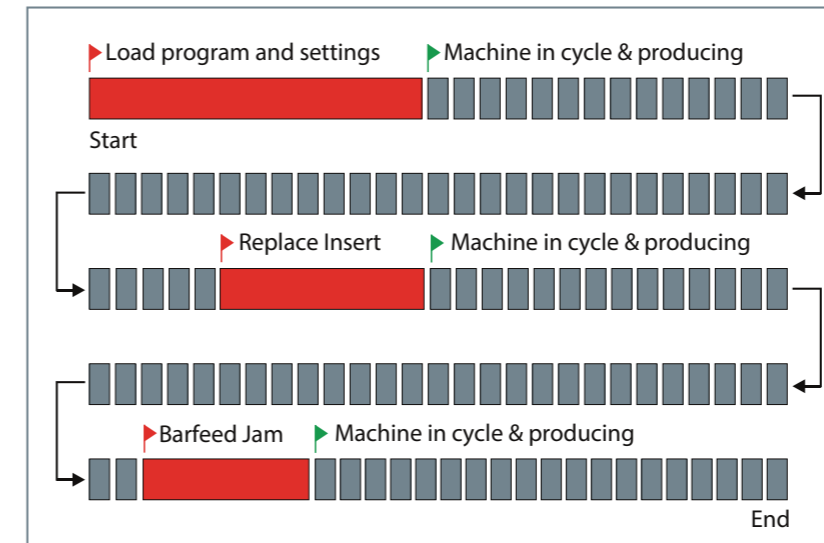 Load program and settings
Machine in cycle & producing
Start
Replace Insert
Machine in cycle & producing
Barfeed Jam
Machine in cycle & producing
End